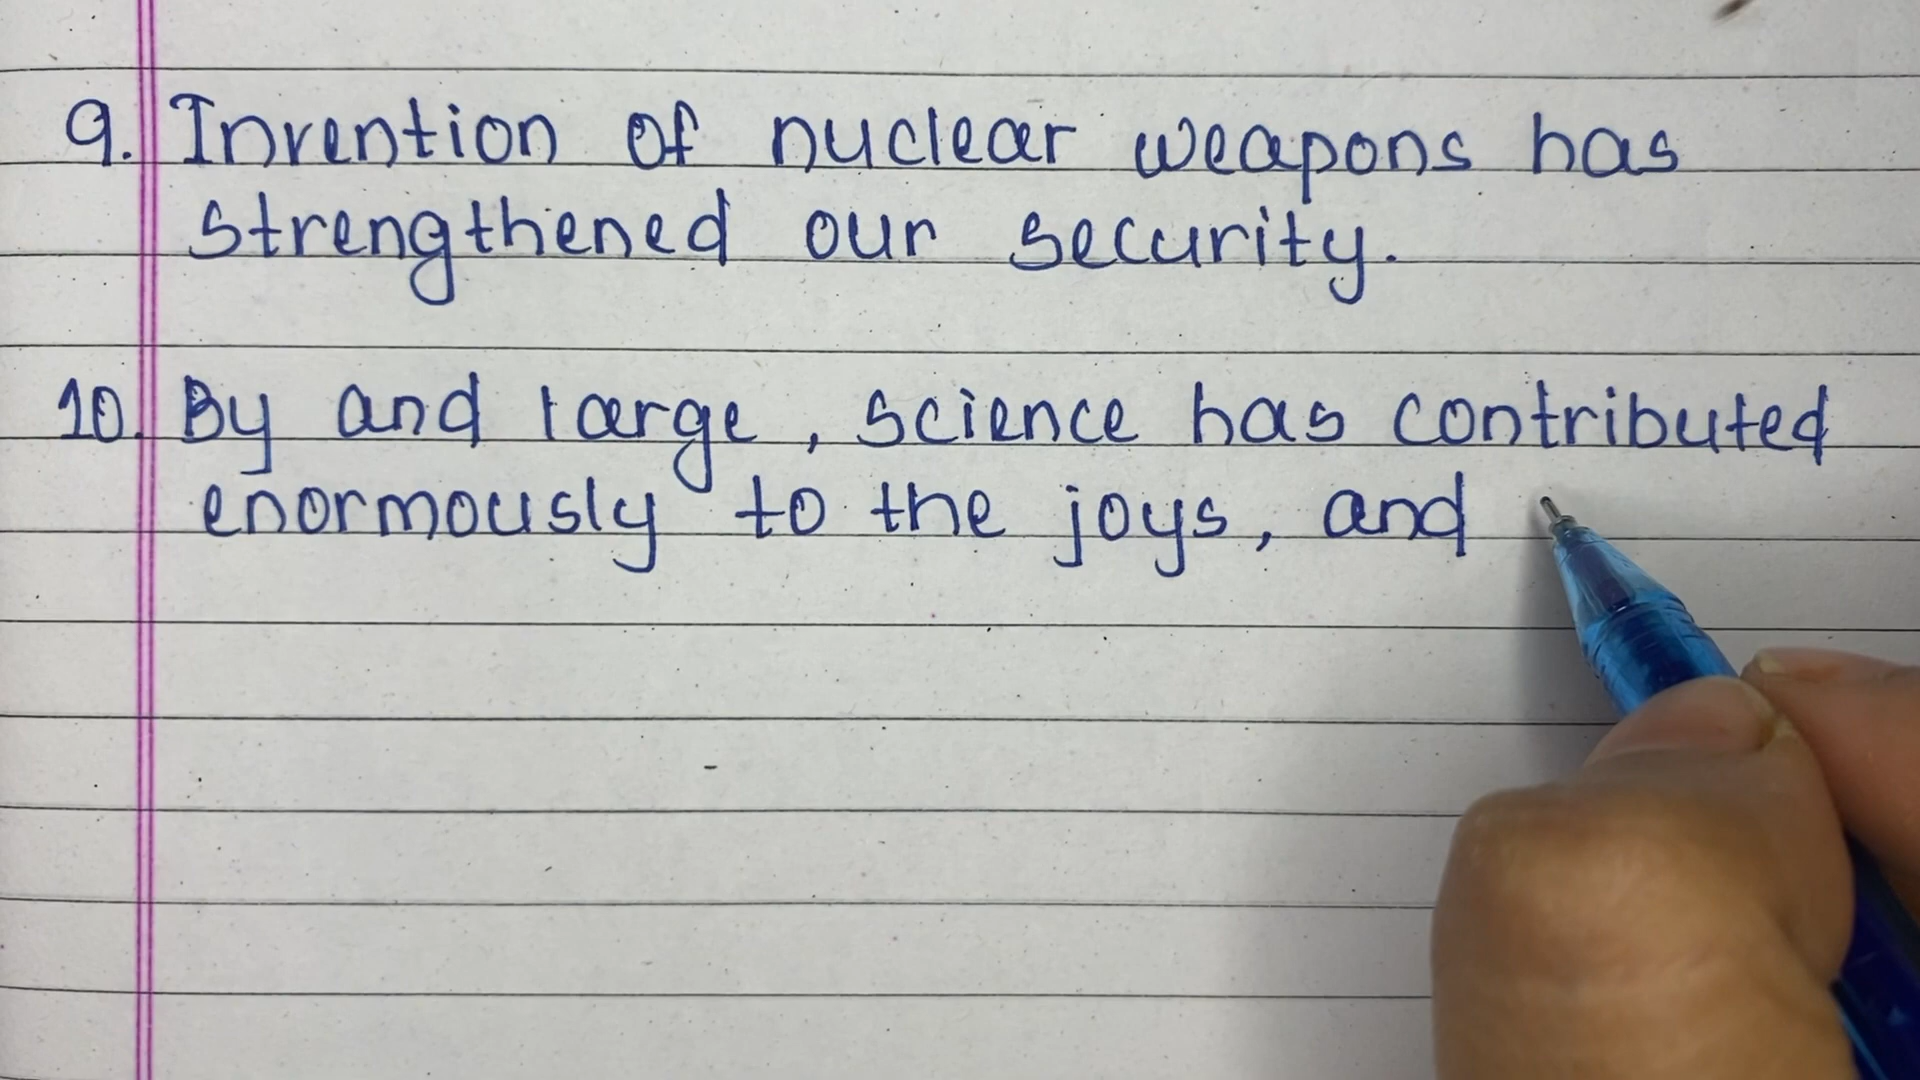 9. Invention of nuclear weapons has
strengthened our security.
10. By and large, science has contributed
enormously to the joys, and